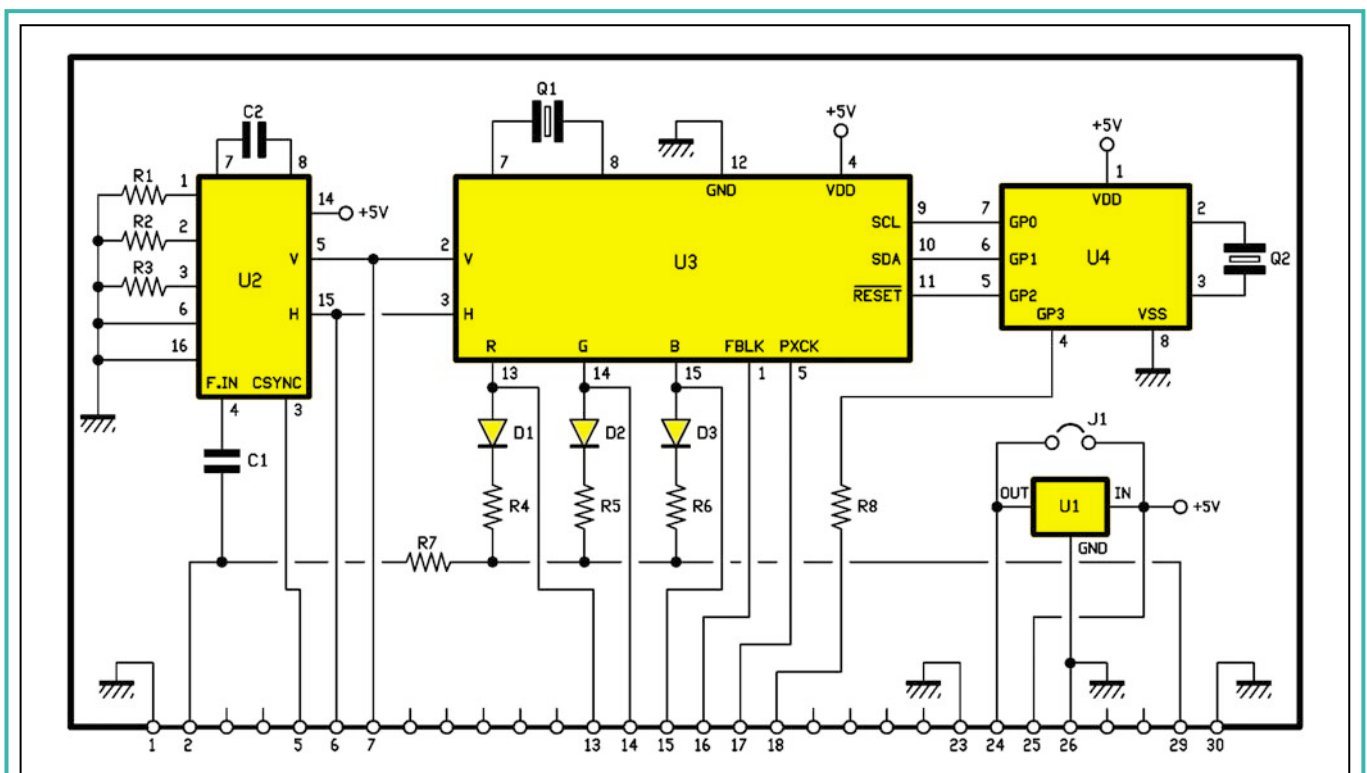 Q1
C2
+5V
+5V
7 8
7 8
12
4
1
R1
1
GND
VDD
VDD
14
+5V
2
R2
2
SCL
9
7
GP0
5
V
2
V
SDA
10
6
GP1
U4
Q2
R3
3
U2
U3
15
H
3
H
RESET
11
5
GP2
3
6
GP3
VSS
16
R
G
B
FBLK
PXCK
4
8
F.IN
CSYNC
13
14
15
1
5
4
3
J1
D1
D2
D3
C1
OUT
IN
R4
R5
R6
R8
U1
+5V
R7
GND
1 2 5 6 7 13 14 15 16 17 18 23 24 25 26 29 30